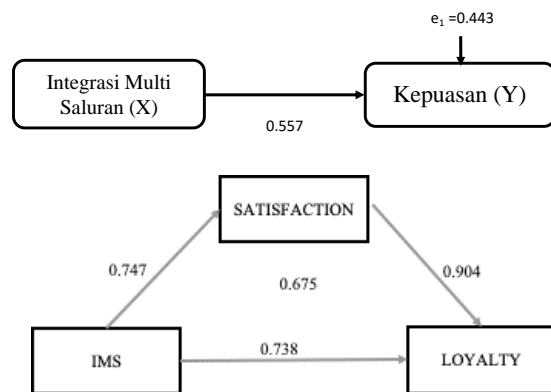 e₁ =0.443
Integrasi Multi
Saluran (X)
Kepuasan (Y)
0.557
SATISFACTION
0.747
0.904
0.675
IMS
0.738
LOYALTY